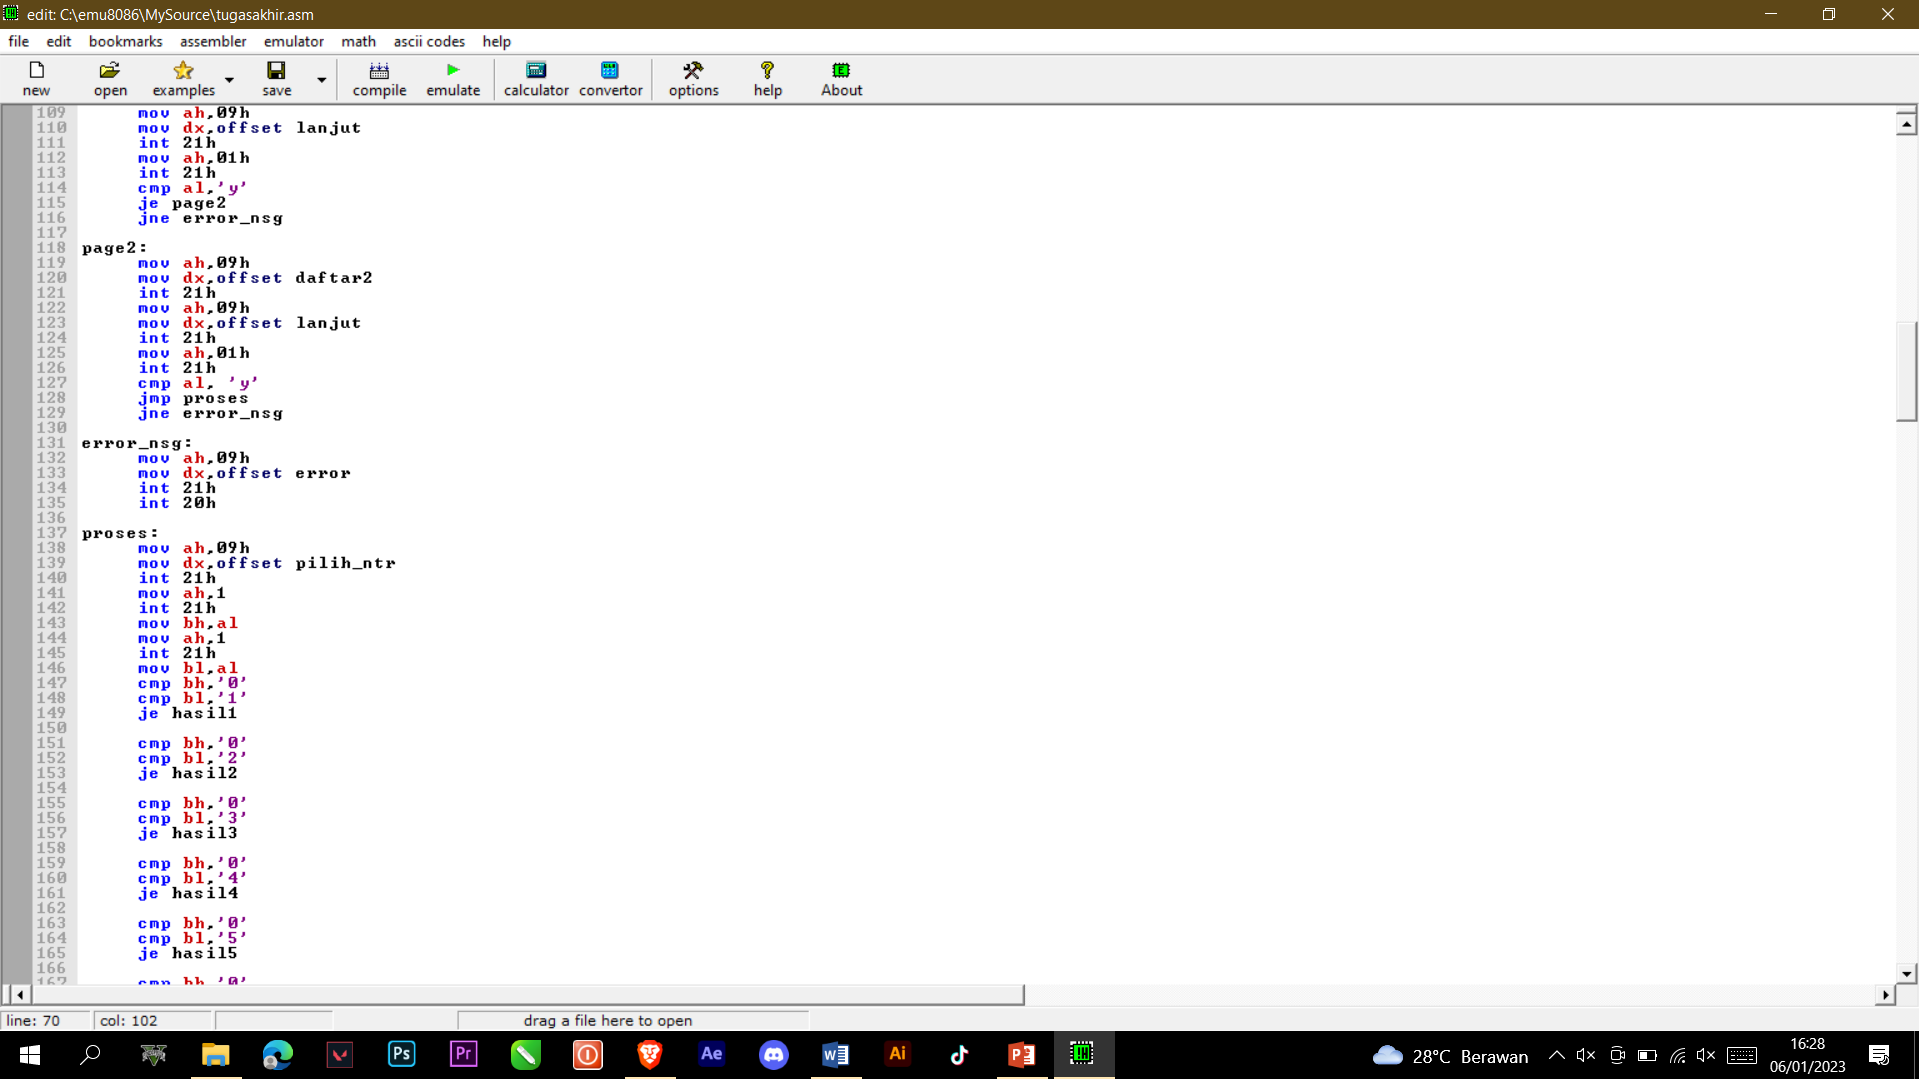 edit: C:\emu8086\MySource\tugasakhir.asm
file edit bookmarks assembler emulator math ascii codes help
new open examples save compile emulate calculator convertor options help About
109 mov ah,09h
110 mov dx,offset lanjut
111 int 21h
112 mov ah,01h
113 int 21h
114 cmp al,'y'
115 je page2
116 jne error_nsg
117
118 page2:
119 mov ah,09h
120 mov dx,offset daftar2
121 int 21h
122 mov ah,09h
123 mov dx,offset lanjut
124 int 21h
125 mov ah,01h
126 int 21h
127 cmp al, 'y'
128 jmp proses
129 jne error_nsg
130
131 error_nsg:
132 mov ah,09h
133 mov dx,offset error
134 int 21h
135 int 20h
136
137 proses:
138 mov ah,09h
139 mov dx,offset pilih_ntr
140 int 21h
141 mov ah,1
142 int 21h
143 mov bh,al
144 mov ah,1
145 int 21h
146 mov bl,al
147 cmp bh,'0'
148 cmp bl,'1'
149 je hasil1
150
151 cmp bh,'0'
152 cmp bl,'2'
153 je hasil2
154
155 cmp bh,'0'
156 cmp bl,'3'
157 je hasil3
158
159 cmp bh,'0'
160 cmp bl,'4'
161 je hasil4
162
163 cmp bh,'0'
164 cmp bl,'5'
165 je hasil5
166
167 cmp bh,'0'
line: 70 col: 102 drag a file here to open
Ps Pr Ae W Ai P
28°C Berawan
16:28
06/01/2023